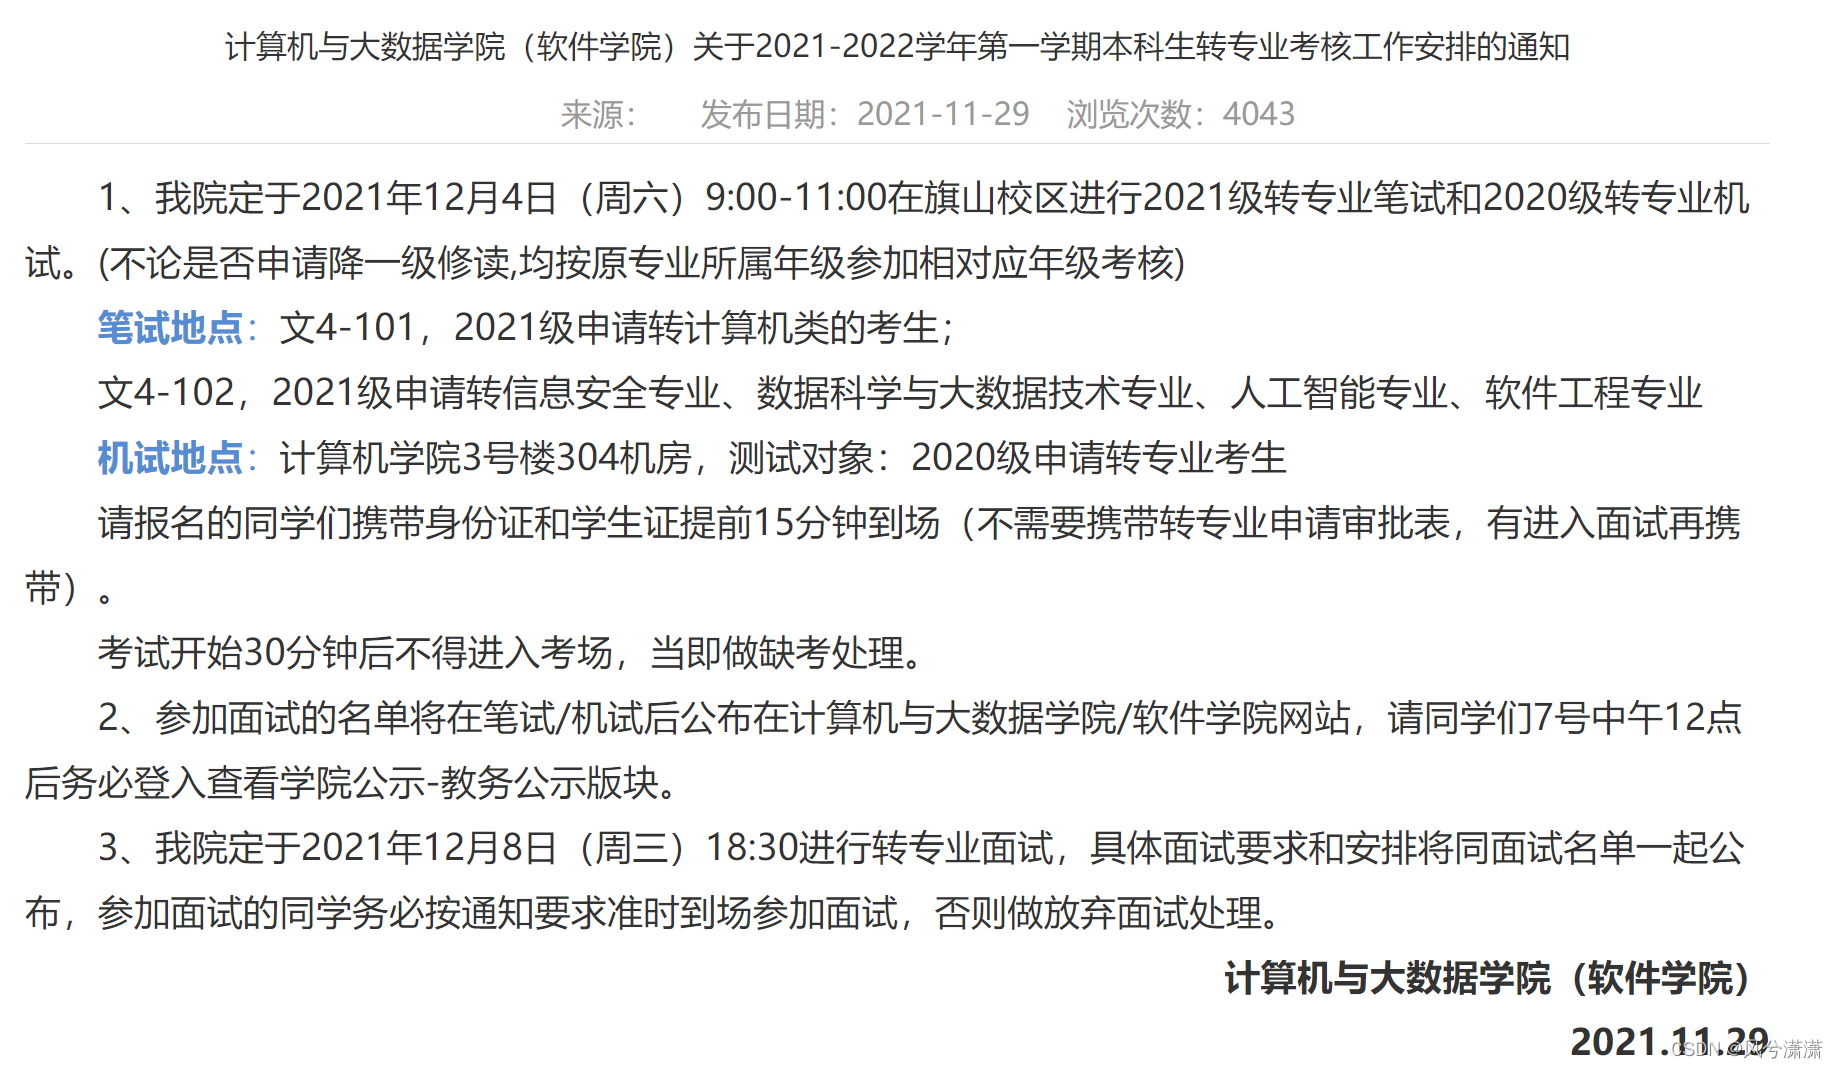 计算机与大数据学院（软件学院）关于2021-2022学年第一学期本科生转专业考核工作安排的通知
来源： 发布日期：2021-11-29 浏览次数：4043
1、我院定于2021年12月4日（周六）9:00-11:00在旗山校区进行2021级转专业笔试和2020级转专业机
试。(不论是否申请降一级修读,均按原专业所属年级参加相对应年级考核)
笔试地点：文4-101，2021级申请转计算机类的考生；
文4-102，2021级申请转信息安全专业、数据科学与大数据技术专业、人工智能专业、软件工程专业
机试地点：计算机学院3号楼304机房，测试对象：2020级申请转专业考生
请报名的同学们携带身份证和学生证提前15分钟到场（不需要携带转专业申请审批表，有进入面试再携
带）。
考试开始30分钟后不得进入考场，当即做缺考处理。
2、参加面试的名单将在笔试/机试后公布在计算机与大数据学院/软件学院网站，请同学们7号中午12点
后务必登入查看学院公示-教务公示版块。
3、我院定于2021年12月8日（周三）18:30进行转专业面试，具体面试要求和安排将同面试名单一起公
布，参加面试的同学务必按通知要求准时到场参加面试，否则做放弃面试处理。
计算机与大数据学院（软件学院）
2021.11.29
CSDN @风兮潇潇